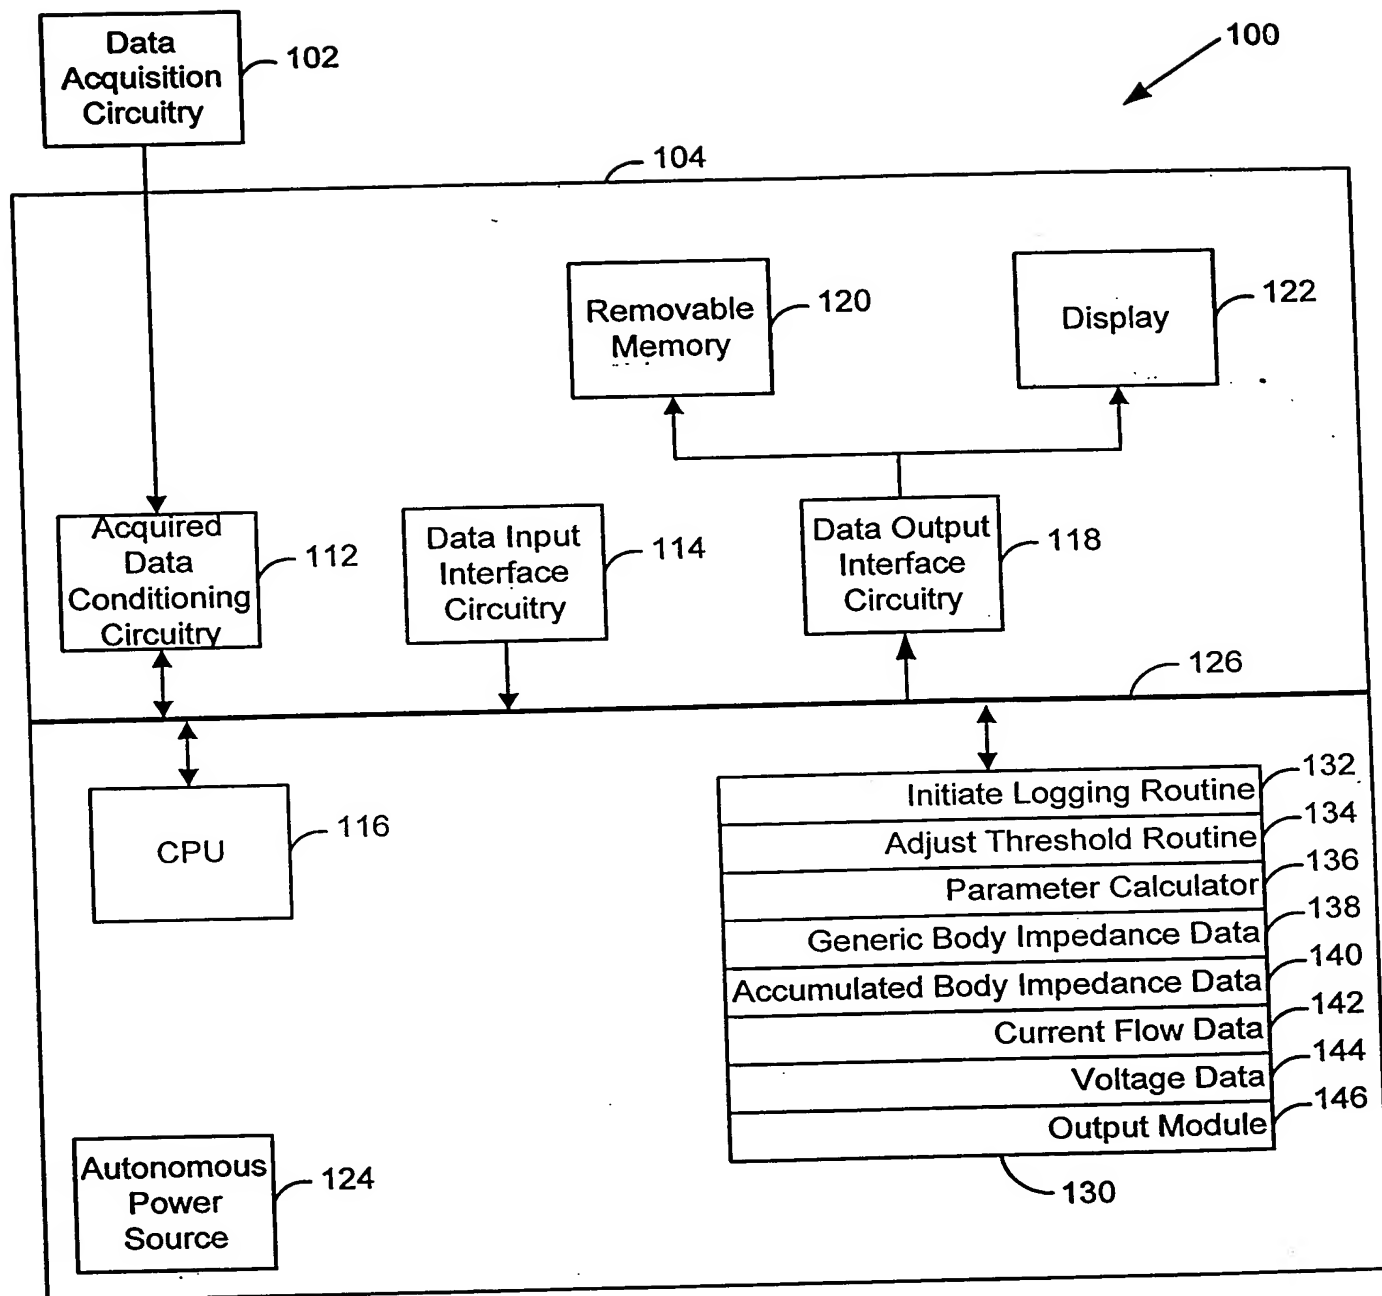 Data
Acquisition
Circuitry
102
100
104
Removable
Memory
120
Display
122
Acquired
Data
Conditioning
Circuitry
112
Data Input
Interface
Circuitry
114
Data Output
Interface
Circuitry
118
126
CPU
116
Initiate Logging Routine
132
Adjust Threshold Routine
134
Parameter Calculator
136
Generic Body Impedance Data
138
Accumulated Body Impedance Data
140
Current Flow Data
142
Voltage Data
144
Output Module
146
130
Autonomous
Power
Source
124